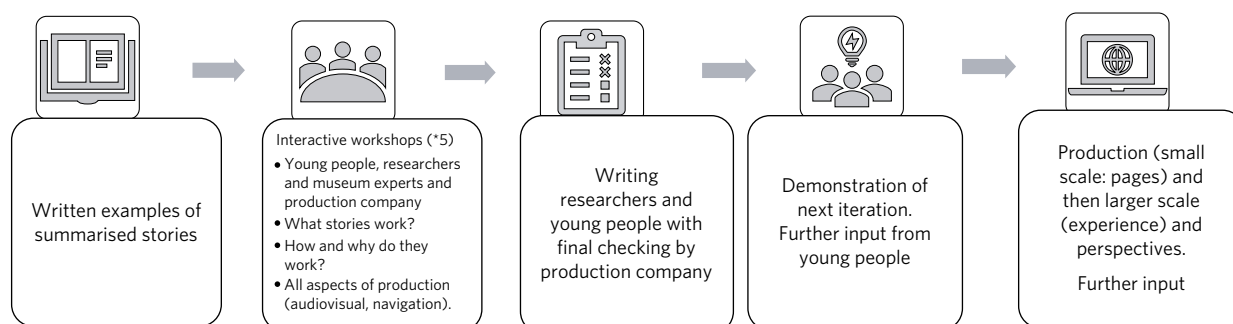 Written examples of
summarised stories
Interactive workshops (*5)
• Young people, researchers
and museum experts and
production company
• What stories work?
• How and why do they
work?
• All aspects of production
(audiovisual, navigation).
Writing
researchers and
young people with
final checking by
production company
Demonstration of
next iteration.
Further input from
young people
Production (small
scale: pages) and
then larger scale
(experience) and
perspectives.
Further input